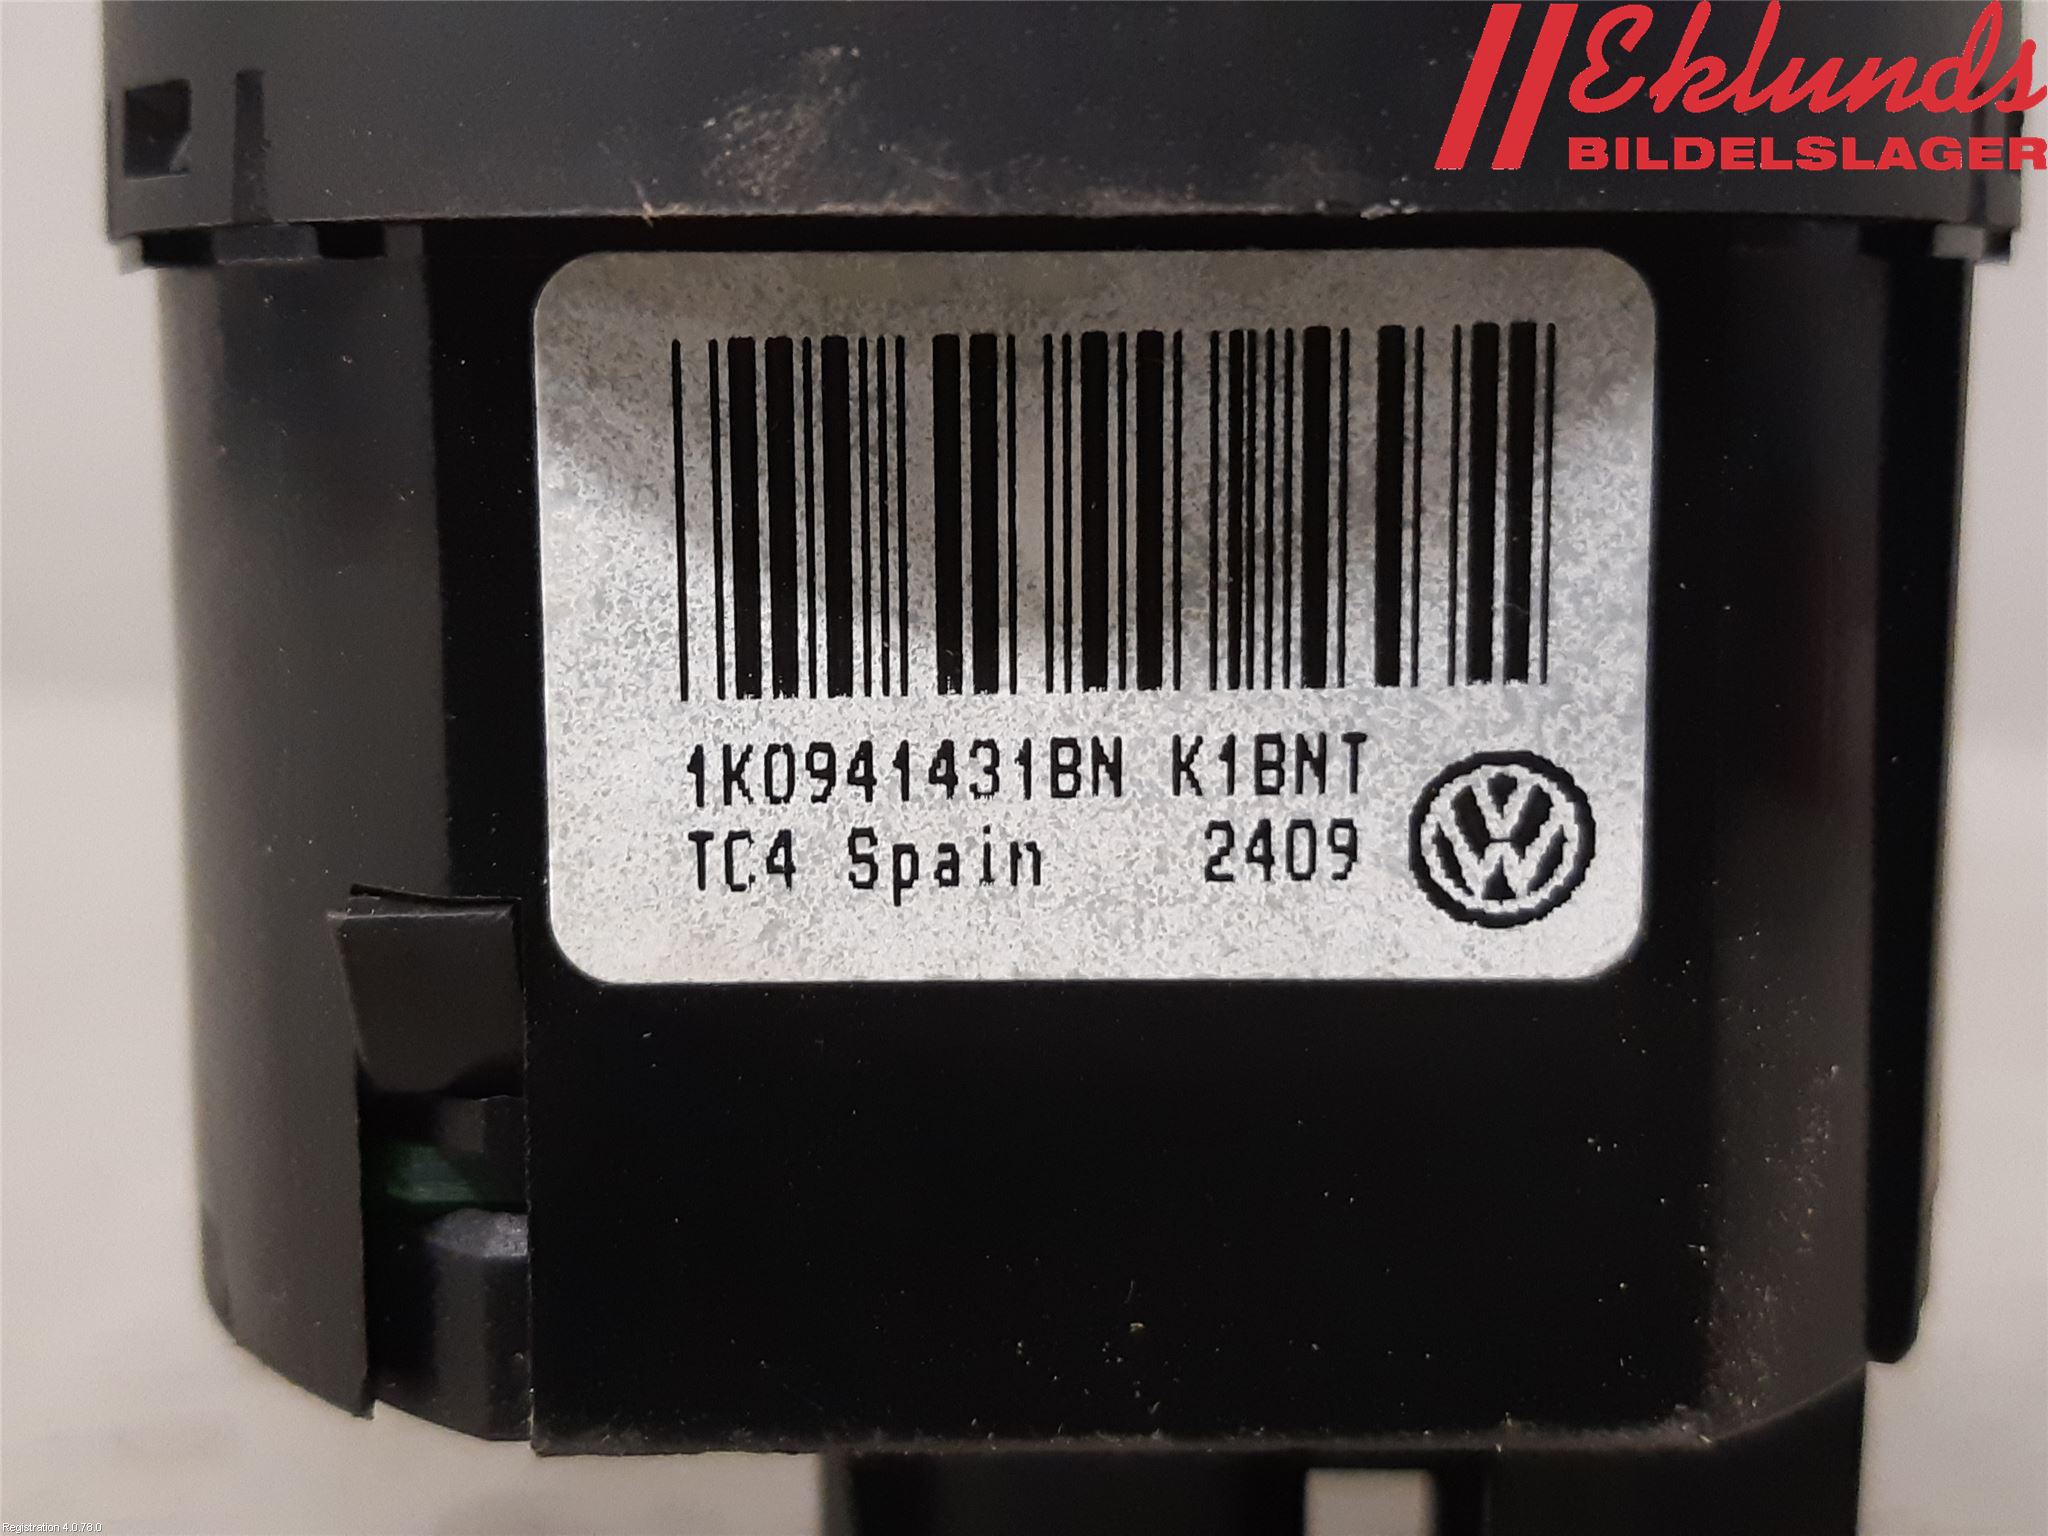 Eklunds
BILDELSLAGER
1K0941431BN K1BNT
TC4 Spain 2409
Registration 4.0.78.0